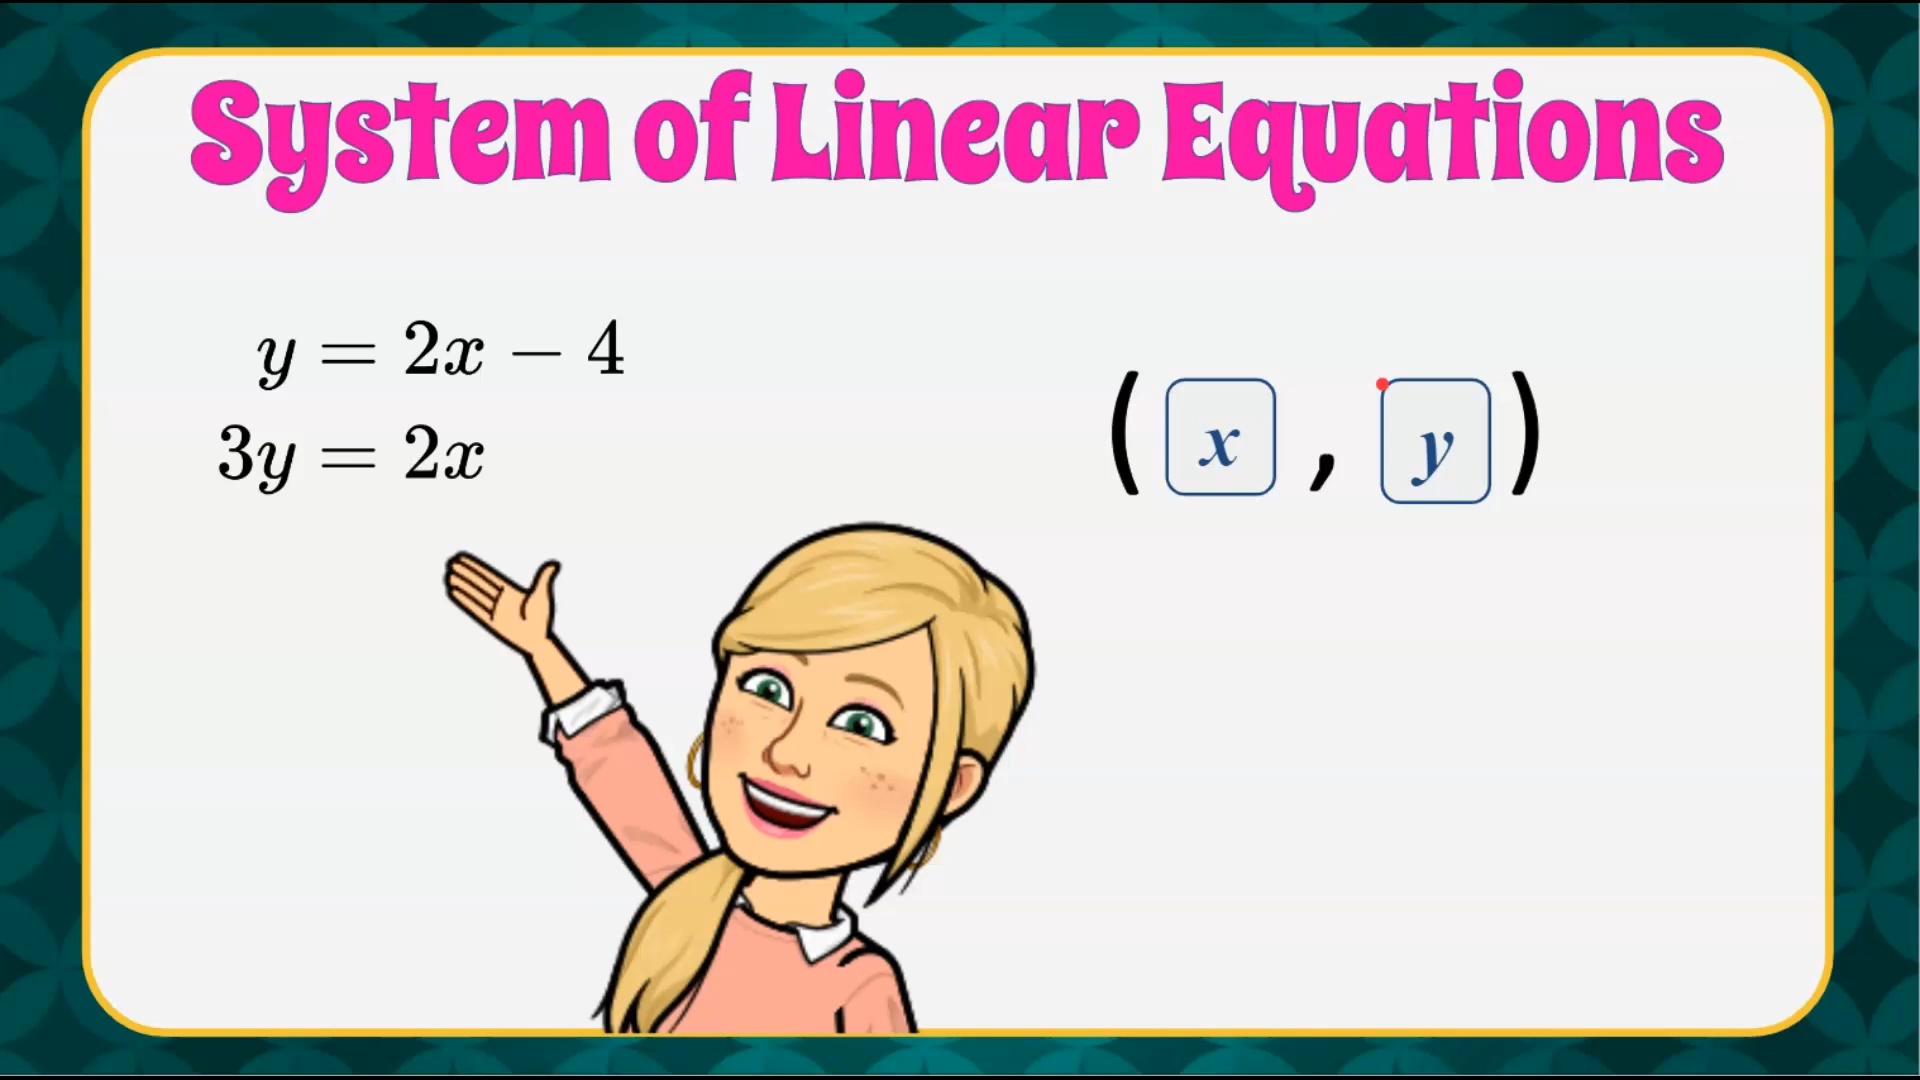 System of Linear Equations
y = 2x − 4
3y = 2x
(x, y)